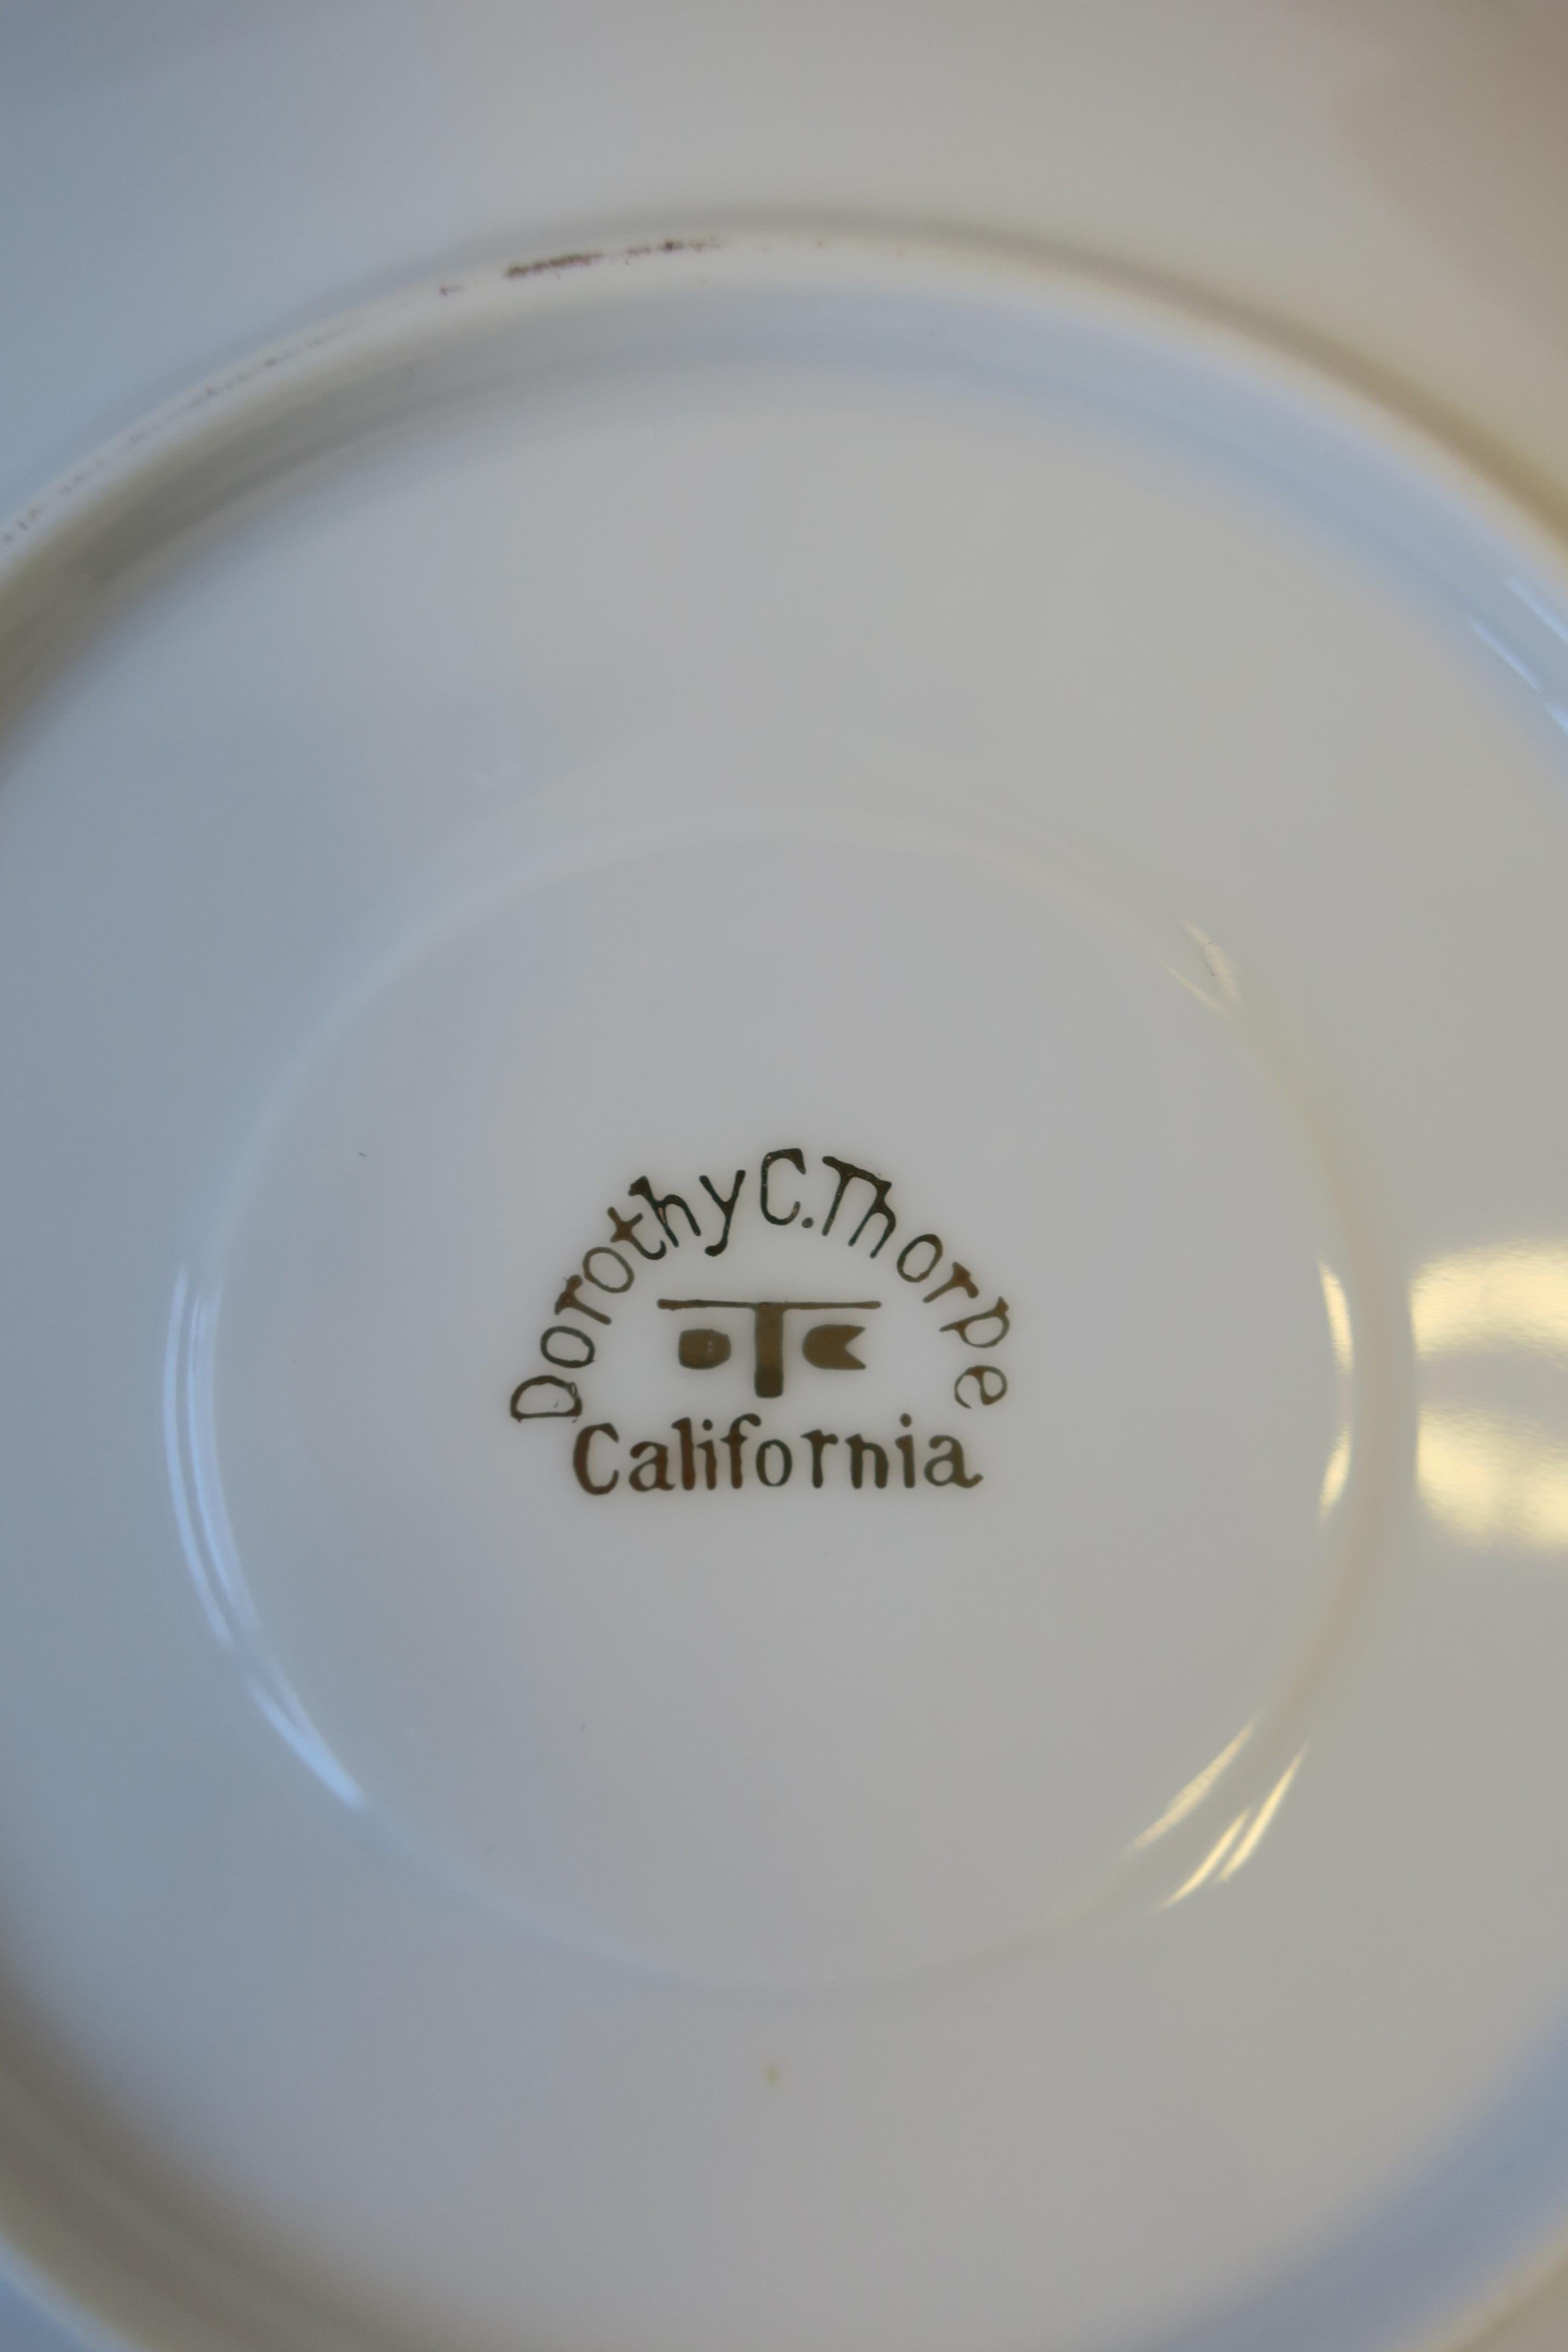 Dorothy C. Thorpe
DTC
California